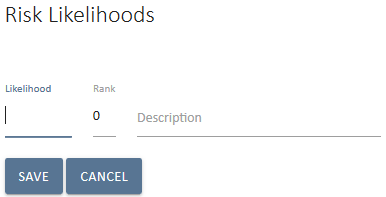 Risk Likelihoods
Likelihood Rank
0 Description
SAVE CANCEL